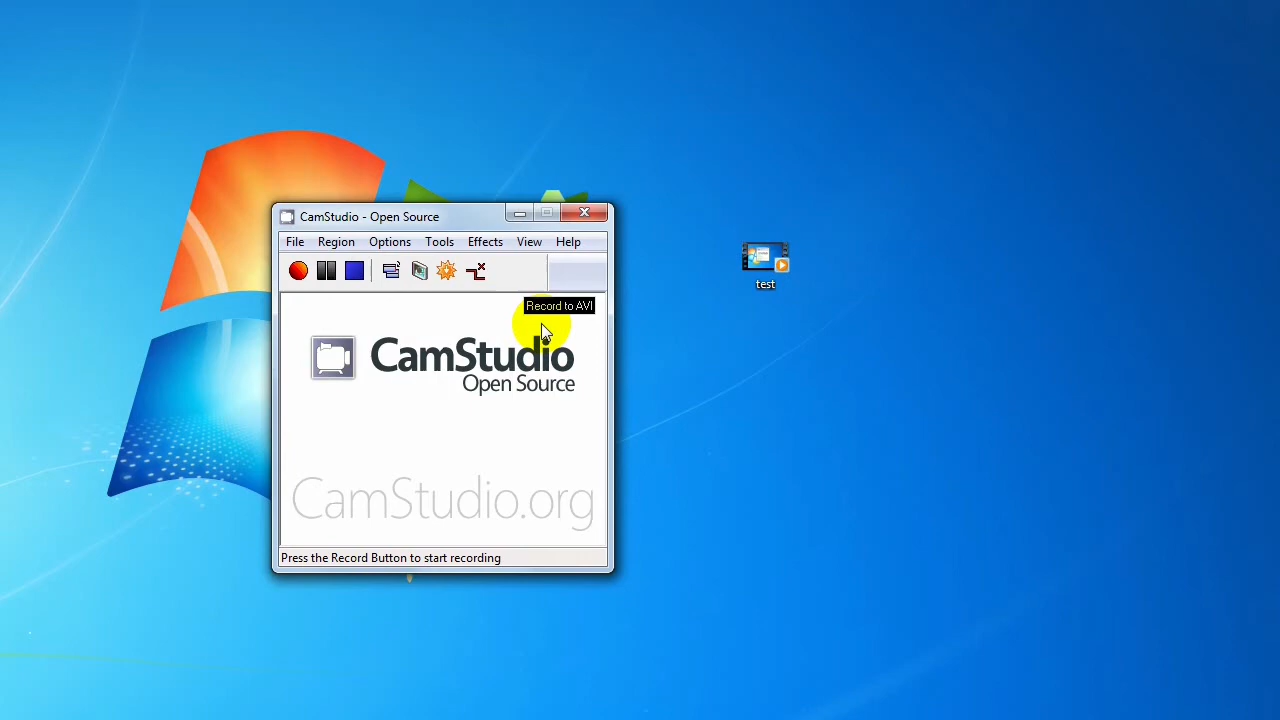 CamStudio - Open Source
File Region Options Tools Effects View Help
Record to AVI
CamStudio
Open Source
CamStudio.org
Press the Record Button to start recording
test